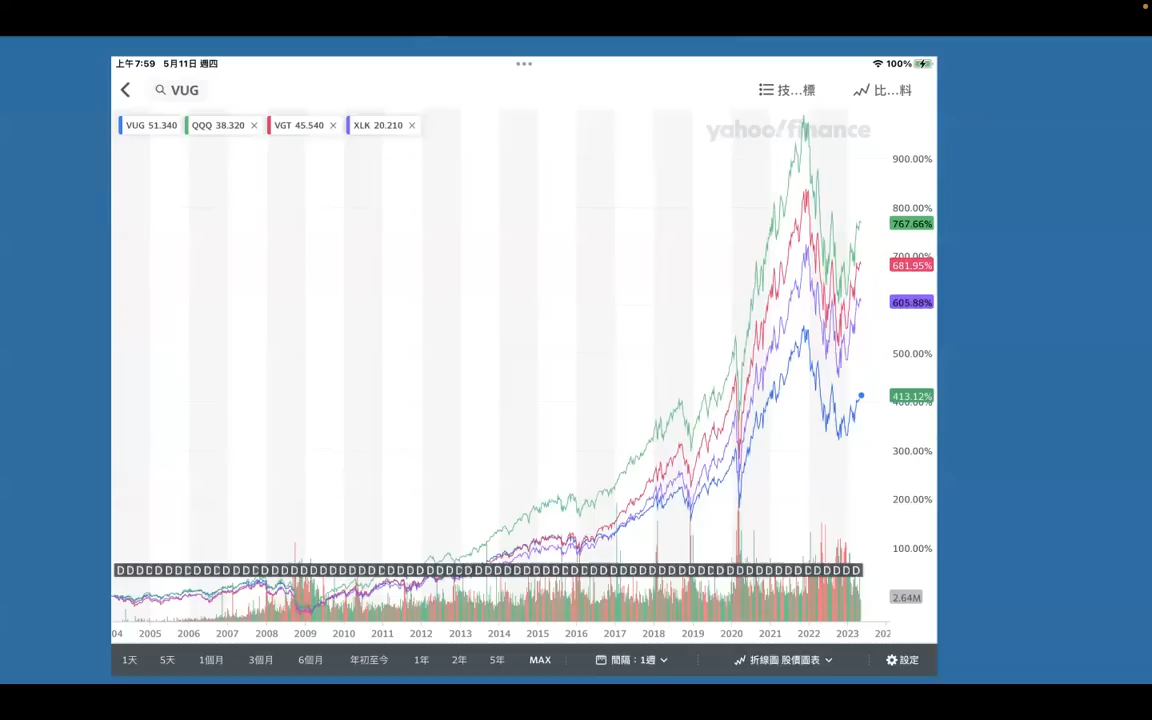 上午7:59 5月11日 週四
100%
VUG
技...標
比...料
VUG 51.340
QQQ 38.320
VGT 45.540
XLK 20.210
yahoo/finance
900.00%
800.00%
767.66%
700.00%
681.95%
605.88%
500.00%
413.12%
400.00%
300.00%
200.00%
100.00%
D D D D D D D D D D D D D D D D D D D D D D D D D D D D D D D D D D D D D D D D D D D D D D D D D D D D D D D D D D D D D D D D D D D D D D D D D D D D D
2.64M
04 2005 2006 2007 2008 2009 2010 2011 2012 2013 2014 2015 2016 2017 2018 2019 2020 2021 2022 2023 202
1天 5天 1個月 3個月 6個月 年初至今 1年 2年 5年 MAX 間隔：1週 折線圖 股價圖表 設定